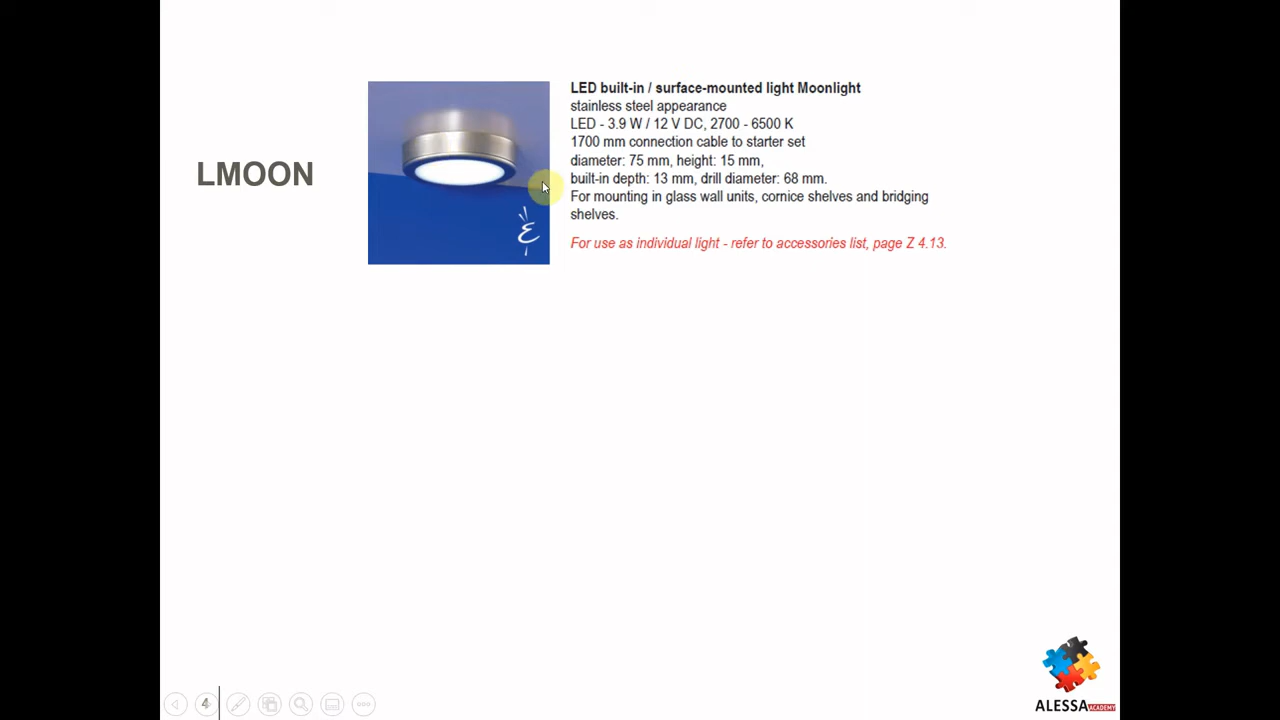 LMOON
LED built-in / surface-mounted light Moonlight
stainless steel appearance
LED - 3.9 W / 12 V DC, 2700 - 6500 K
1700 mm connection cable to starter set
diameter: 75 mm, height: 15 mm,
built-in depth: 13 mm, drill diameter: 68 mm.
For mounting in glass wall units, cornice shelves and bridging
shelves.
For use as individual light - refer to accessories list, page Z 4.13.
4
ALESSA ACADEMY